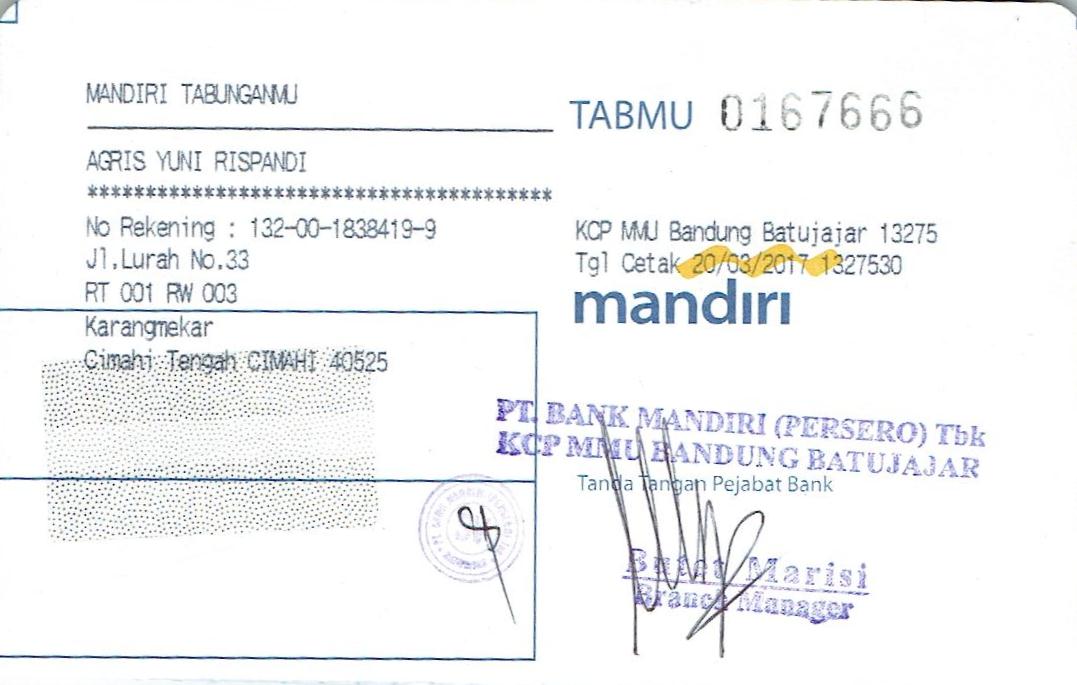 MANDIRI TABUNGANMU
TABMU 0167666
AGRIS YUNI RISPANDI
****************************************
No Rekening : 132-00-1838419-9
Jl.Lurah No.33
RT 001 RW 003
Karangmekar
Cimahi Tengah CIMAHI 40525
KCP MMU Bandung Batujajar 13275
Tgl Cetak 20/03/2017 1327530
mandiri
PT. BANK MANDIRI (PERSERO) Tbk
KCP MMU BANDUNG BATUJAJAR
Tanda Tangan Pejabat Bank
Marisi
Branch Manager